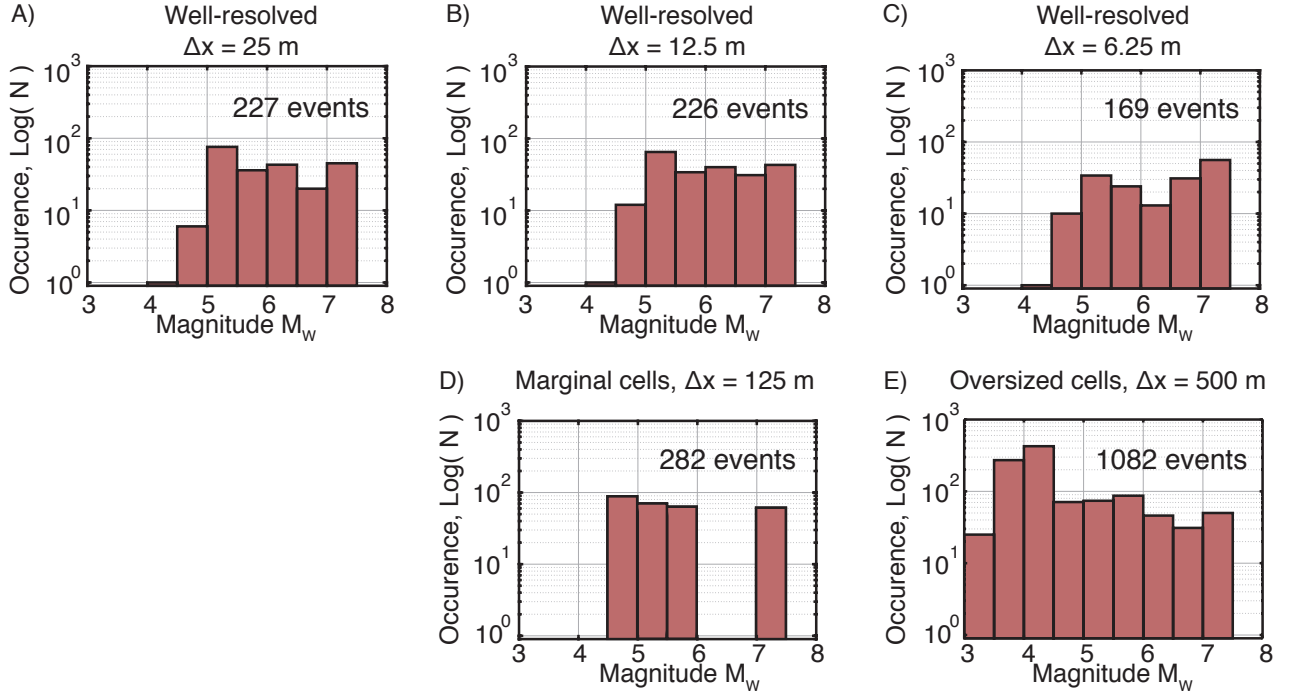 A)
Well-resolved
Δx = 25 m
Occurence, Log( N )
10³
10²
10¹
10⁰
227 events
3 4 5 6 7 8
Magnitude M_W
B)
Well-resolved
Δx = 12.5 m
Occurence, Log( N )
10³
10²
10¹
10⁰
226 events
3 4 5 6 7 8
Magnitude M_W
C)
Well-resolved
Δx = 6.25 m
Occurence, Log( N )
10³
10²
10¹
10⁰
169 events
3 4 5 6 7 8
Magnitude M_W
D)
Marginal cells, Δx = 125 m
Occurence, Log( N )
10³
10²
10¹
10⁰
282 events
3 4 5 6 7 8
Magnitude M_W
E)
Oversized cells, Δx = 500 m
Occurence, Log( N )
10³
10²
10¹
10⁰
1082 events
3 4 5 6 7 8
Magnitude M_W